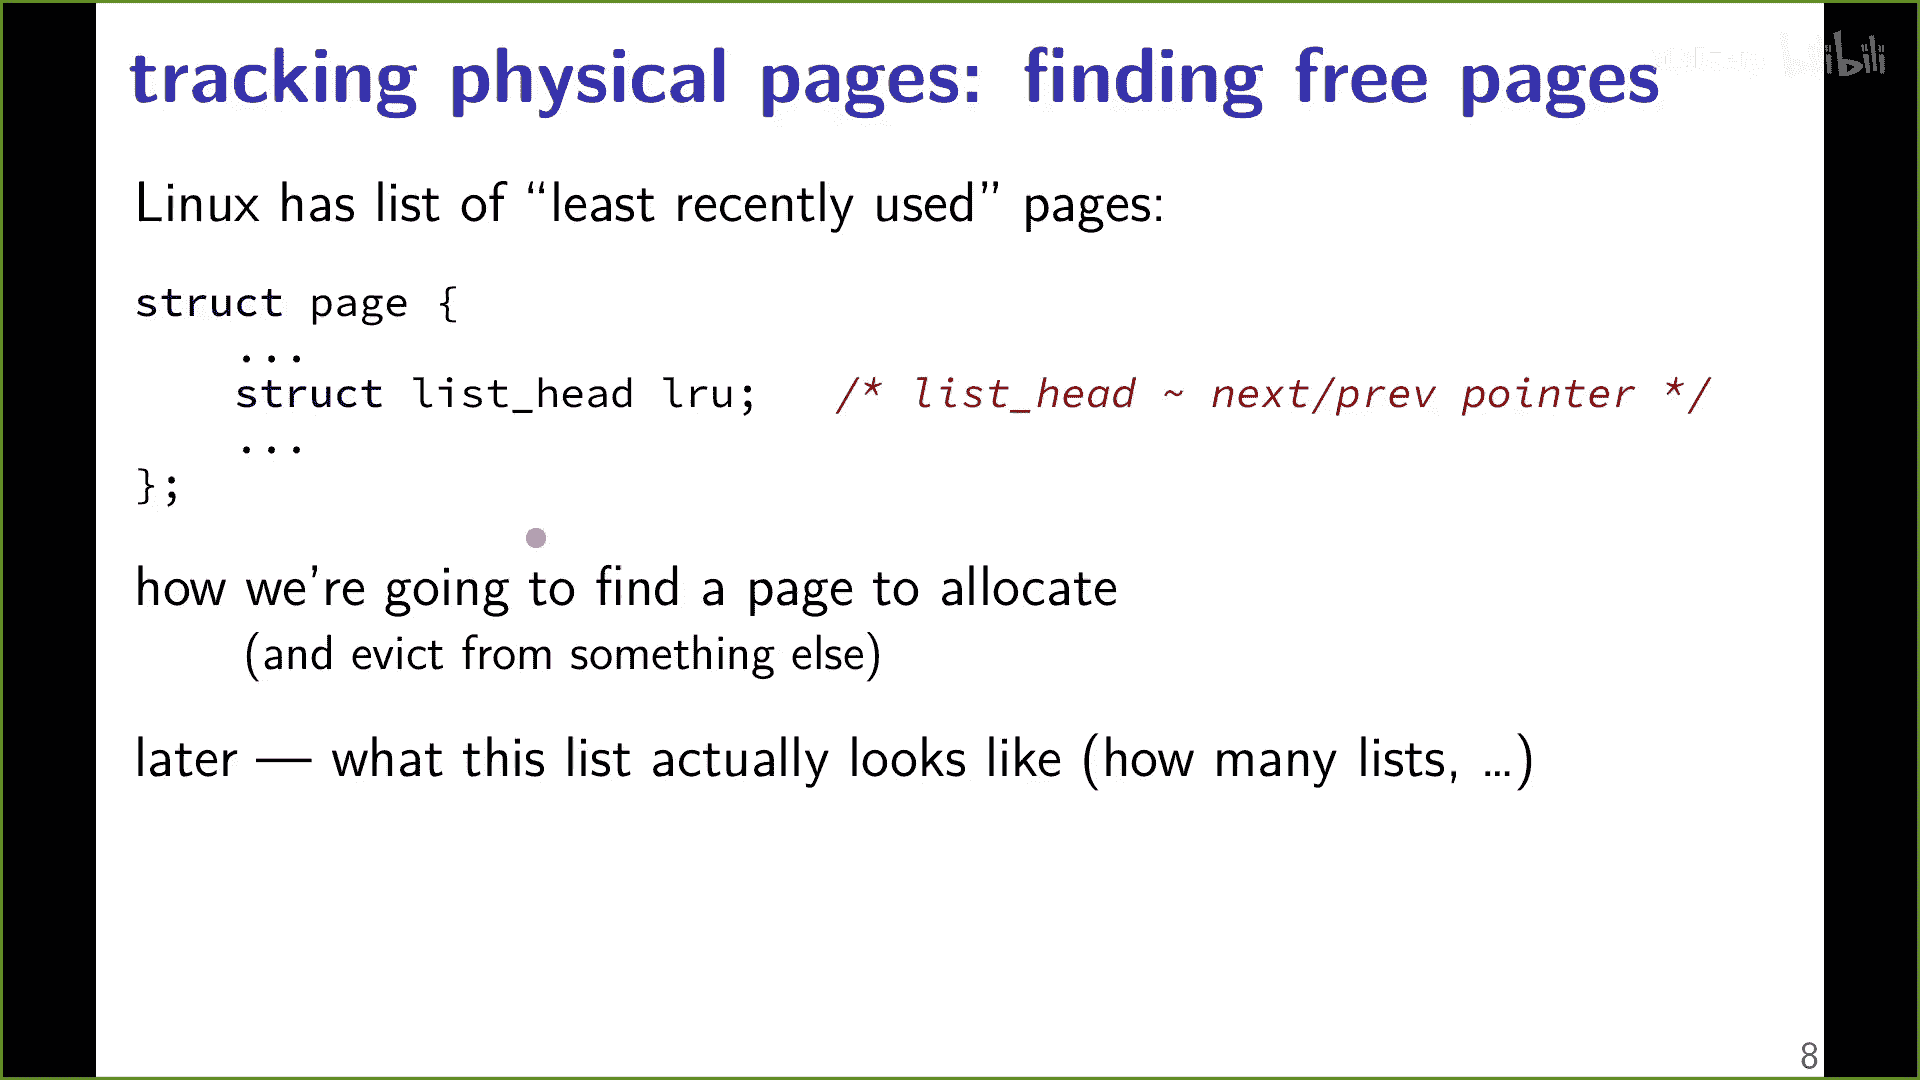 tracking physical pages: finding free pages
bilibili
Linux has list of “least recently used” pages:
struct page {
...
struct list_head lru; /* list_head ~ next/prev pointer */
...
};
how we’re going to find a page to allocate
(and evict from something else)
later — what this list actually looks like (how many lists, …)
8